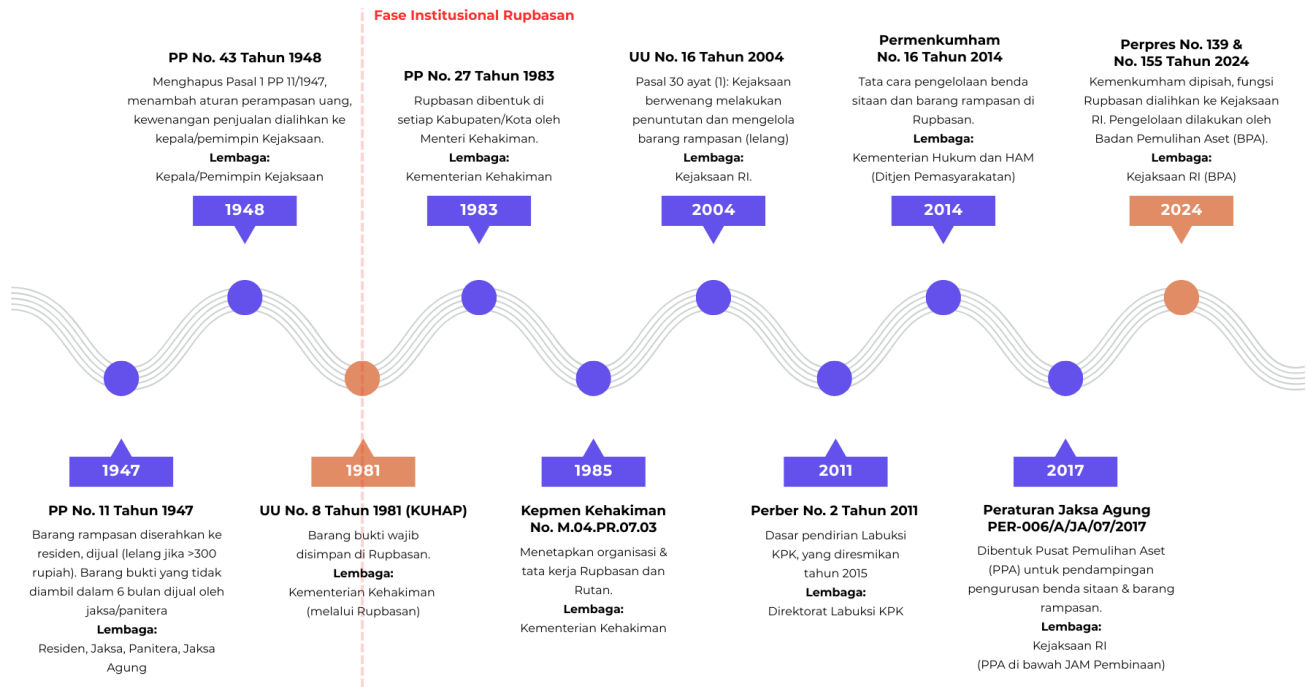 Fase Institusional Rupbasan
PP No. 43 Tahun 1948
Menghapus Pasal 1 PP 11/1947,
menambah aturan perampasan uang,
kewenangan penjualan dialihkan ke
kepala/pemimpin Kejaksaan.
Lembaga:
Kepala/Pemimpin Kejaksaan
1948
PP No. 27 Tahun 1983
Rupbasan dibentuk di
setiap Kabupaten/Kota oleh
Menteri Kehakiman.
Lembaga:
Kementerian Kehakiman
1983
UU No. 16 Tahun 2004
Pasal 30 ayat (1): Kejaksaan
berwenang melakukan
penuntutan dan mengelola
barang rampasan (lelang)
Lembaga:
Kejaksaan RI.
2004
Permenkumham
No. 16 Tahun 2014
Tata cara pengelolaan benda
sitaan dan barang rampasan di
Rupbasan.
Lembaga:
Kementerian Hukum dan HAM
(Ditjen Pemasyarakatan)
2014
Perpres No. 139 &
No. 155 Tahun 2024
Kemenkumham dipisah, fungsi
Rupbasan dialihkan ke Kejaksaan
RI. Pengelolaan dilakukan oleh
Badan Pemulihan Aset (BPA).
Lembaga:
Kejaksaan RI (BPA)
2024
1947
PP No. 11 Tahun 1947
Barang rampasan diserahkan ke
residen, dijual (lelang jika >300
rupiah). Barang bukti yang tidak
diambil dalam 6 bulan dijual oleh
jaksa/panitera
Lembaga:
Residen, Jaksa, Panitera, Jaksa
Agung
1981
UU No. 8 Tahun 1981 (KUHAP)
Barang bukti wajib
disimpan di Rupbasan.
Lembaga:
Kementerian Kehakiman
(melalui Rupbasan)
1985
Kepmen Kehakiman
No. M.04.PR.07.03
Menetapkan organisasi &
tata kerja Rupbasan dan
Rutan.
Lembaga:
Kementerian Kehakiman
2011
Perber No. 2 Tahun 2011
Dasar pendirian Labuksi
KPK, yang diresmikan
tahun 2015
Lembaga:
Direktorat Labuksi KPK
2017
Peraturan Jaksa Agung
PER-006/A/JA/07/2017
Dibentuk Pusat Pemulihan Aset
(PPA) untuk pendampingan
pengurusan benda sitaan & barang
rampasan.
Lembaga:
Kejaksaan RI
(PPA di bawah JAM Pembinaan)